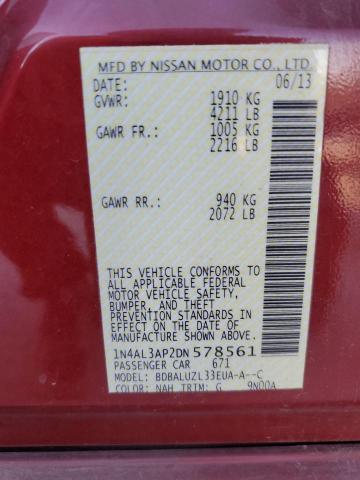 MFD BY NISSAN MOTOR CO., LTD.
DATE: 06/13
GVWR: 1910 KG
4211 LB
GAWR FR.: 1005 KG
2216 LB
GAWR RR.: 940 KG
2072 LB
THIS VEHICLE CONFORMS TO
ALL APPLICABLE FEDERAL
MOTOR VEHICLE SAFETY,
BUMPER, AND THEFT
PREVENTION STANDARDS IN
EFFECT ON THE DATE OF
MANUFACTURE SHOWN ABOVE.
1N4AL3AP2DN578561
PASSENGER CAR 671
MODEL: BDBALUZL33EUA-A--C
COLOR: NAH TRIM: G 9N00A